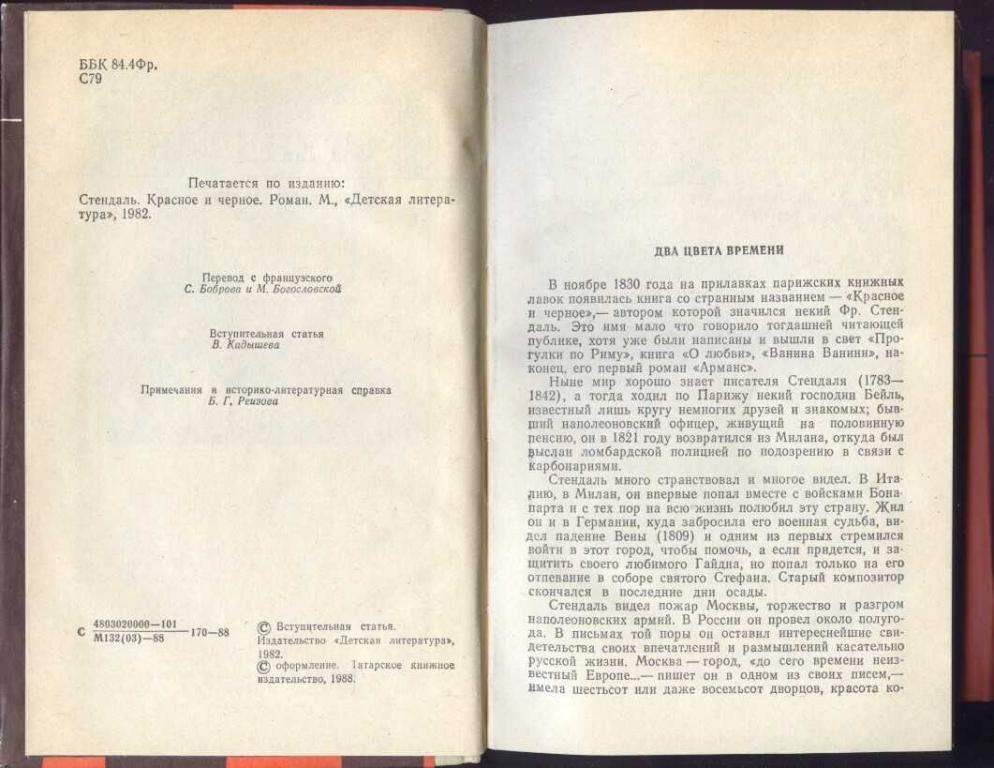 ББК 84.4Фр.
С79
Печатается по изданию:
Стендаль. Красное и черное. Роман. М., «Детская литера-
тура», 1982.
Перевод с французского
С. Боброва и М. Богословской
Вступительная статья
В. Кадышева
Примечания и историко-литературная справка
Б. Г. Реизова
С 4803020000—101
М132(03)—88 170—88
© Вступительная статья.
Издательство «Детская литература»,
1982.
© оформление. Татарское книжное
издательство, 1988.
ДВА ЦВЕТА ВРЕМЕНИ
В ноябре 1830 года на прилавках парижских книжных
лавок появилась книга со странным названием — «Красное
и черное»,— автором которой значился некий Фр. Стен-
даль. Это имя мало что говорило тогдашней читающей
публике, хотя уже были написаны и вышли в свет «Про-
гулки по Риму», книга «О любви», «Ванина Ванини», на-
конец, его первый роман «Арманс».
Ныне мир хорошо знает писателя Стендаля (1783—
1842), а тогда ходил по Парижу некий господин Бейль,
известный лишь кругу немногих друзей и знакомых; быв-
ший наполеоновский офицер, живущий на половинную
пенсию, он в 1821 году возвратился из Милана, откуда был
выслан ломбардской полицией по подозрению в связи с
карбонариями.
Стендаль много странствовал и многое видел. В Ита-
лию, в Милан, он впервые попал вместе с войсками Бона-
парта и с тех пор на всю жизнь полюбил эту страну. Жил
он и в Германии, куда забросила его военная судьба, ви-
дел падение Вены (1809) и одним из первых стремился
войти в этот город, чтобы помочь, а если придется, и за-
щитить своего любимого Гайдна, но попал только на его
отпевание в соборе святого Стефана. Старый композитор
скончался в последние дни осады.
Стендаль видел пожар Москвы, торжество и разгром
наполеоновских армий. В России он провел около полуго-
да. В письмах той поры он оставил интереснейшие сви-
детельства своих впечатлений и размышлений касательно
русской жизни. Москва — город, «до сего времени неиз-
вестный Европе...— пишет он в одном из своих писем,—
имела шестьсот или даже восемьсот дворцов, красота ко-